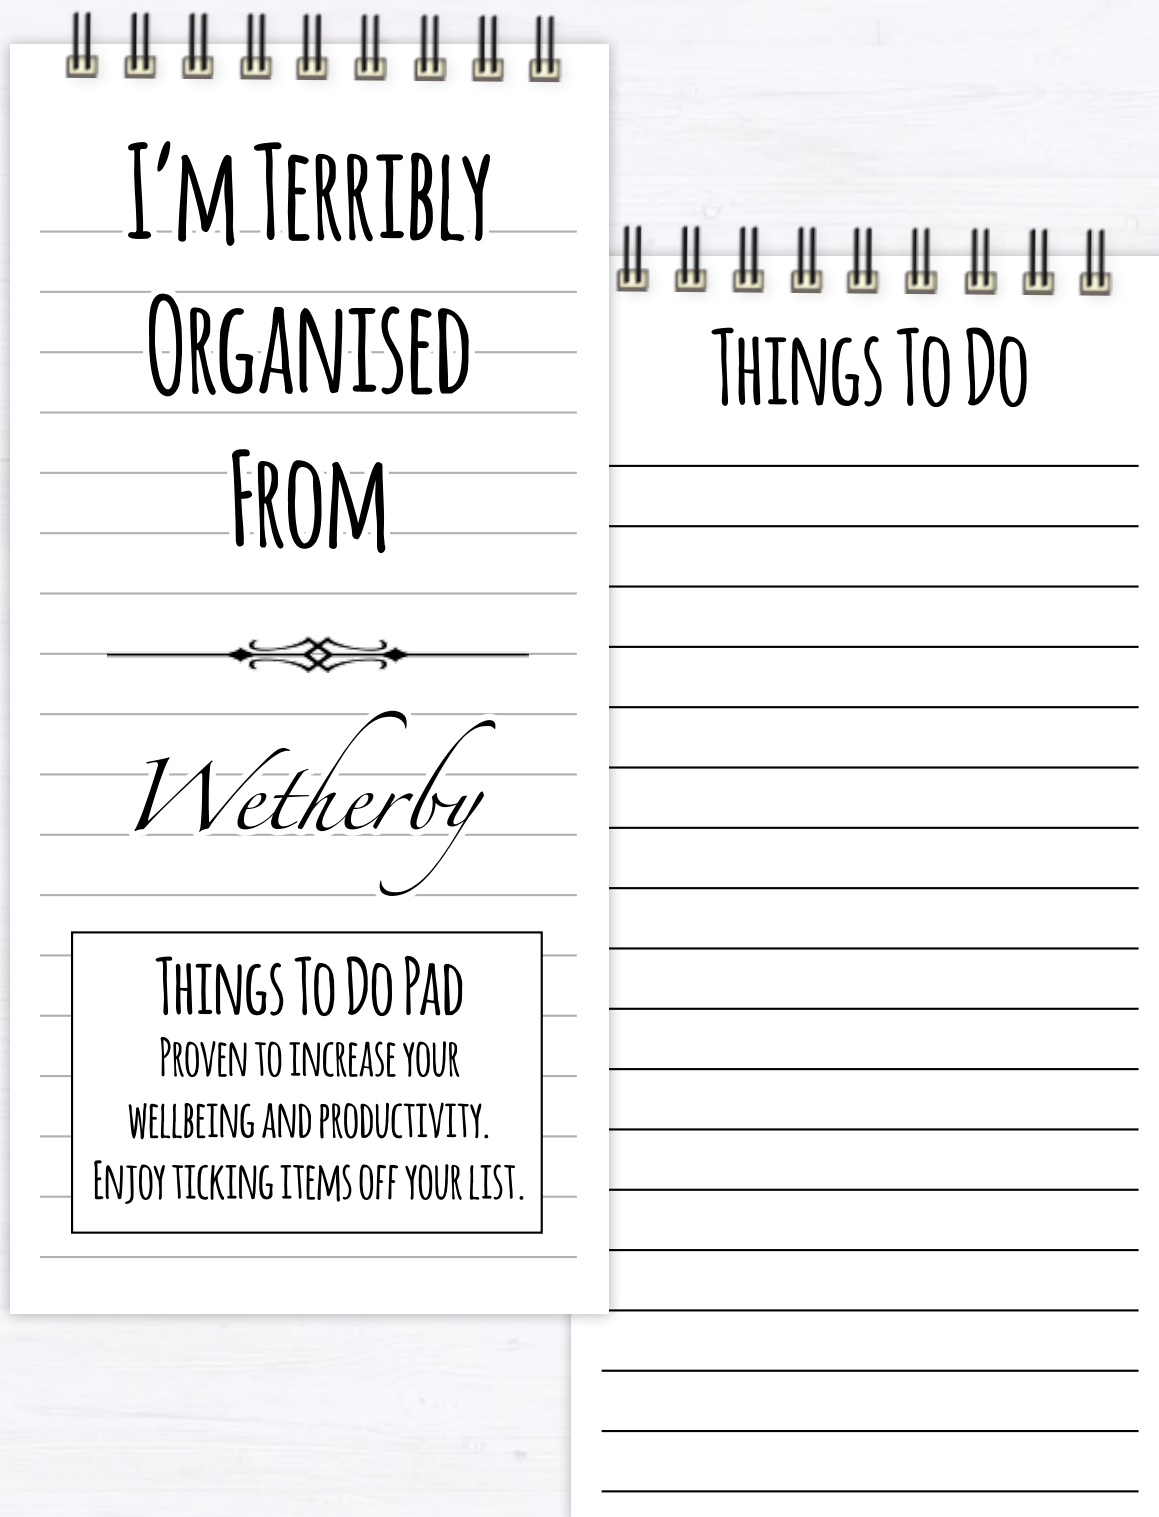 I'm Terribly
Organised
From
Wetherby
Things To Do Pad
Proven to increase your
wellbeing and productivity.
Enjoy ticking items off your list.
Things To Do